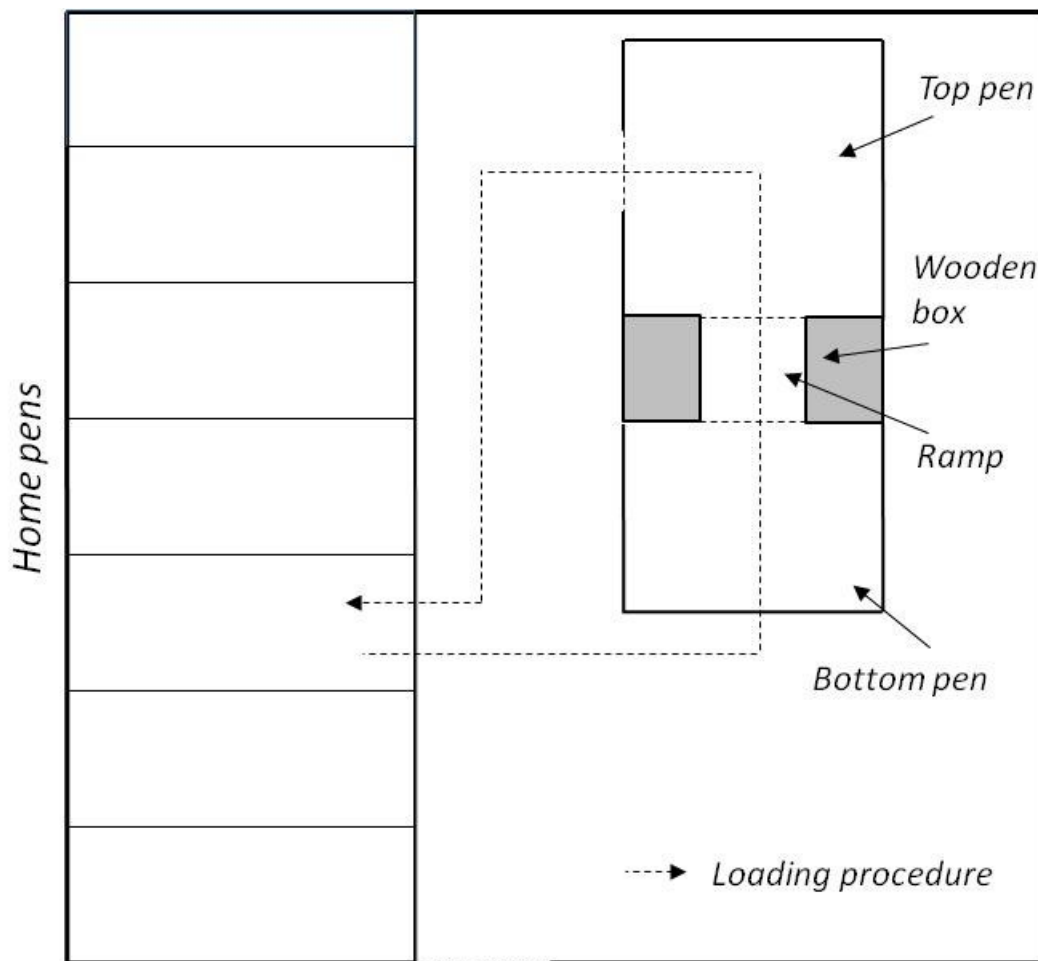 Top pen
Wooden
box
Ramp
Home pens
Bottom pen
Loading procedure